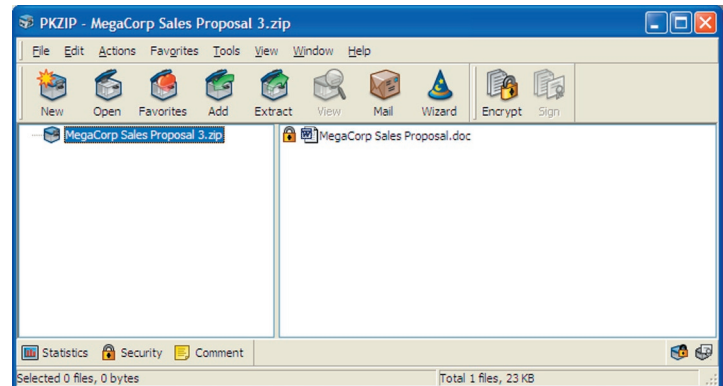 PKZIP - MegaCorp Sales Proposal 3.zip
File Edit Actions Favorites Tools View Window Help
New Open Favorites Add Extract View Mail Wizard Encrypt Sign
MegaCorp Sales Proposal 3.zip
MegaCorp Sales Proposal.doc
Statistics Security Comment
Selected 0 files, 0 bytes
Total 1 files, 23 KB